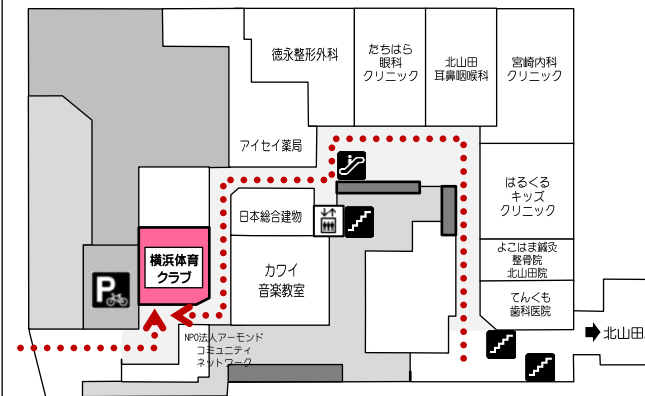 徳永整形外科
たちはら
眼科
クリニック
北山田
耳鼻咽喉科
宮崎内科
クリニック
アイセイ薬局
はるくる
キッズ
クリニック
日本総合建物
横浜体育
クラブ
カワイ
音楽教室
よこはま鍼灸
整骨院
北山田院
P
てんくも
歯科医院
北山田
NPO法人アーモンド
コミュニティ
ネットワーク